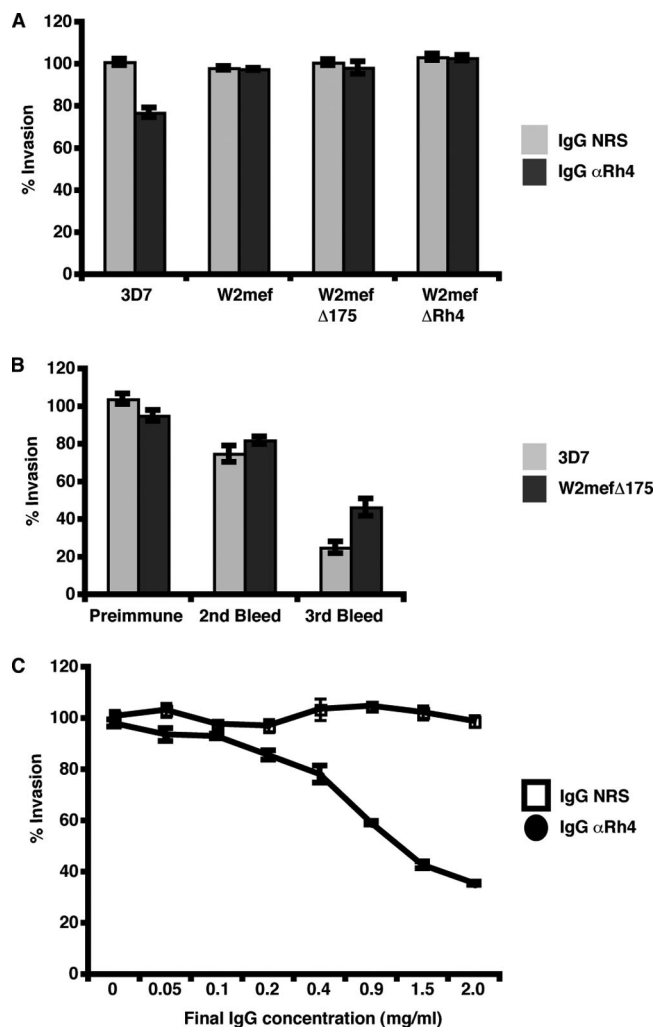 A
120
100
80
60
40
20
0
% Invasion
3D7
W2mef
W2mef
Δ175
W2mef
ΔRh4
IgG NRS
IgG αRh4
B
120
100
80
60
40
20
0
% Invasion
Preimmune
2nd Bleed
3rd Bleed
3D7
W2mefΔ175
C
120
100
80
60
40
20
0
% Invasion
0
0.05
0.1
0.2
0.4
0.9
1.5
2.0
Final IgG concentration (mg/ml)
IgG NRS
IgG αRh4